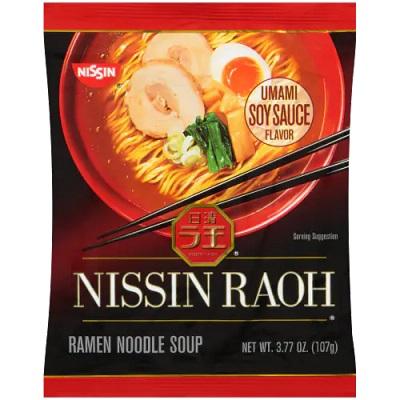 NISSIN
UMAMI
SOY SAUCE
FLAVOR
日清
ラ王
®
Serving Suggestion
NISSIN RAOH
®
RAMEN NOODLE SOUP
NET WT. 3.77 OZ. (107g)